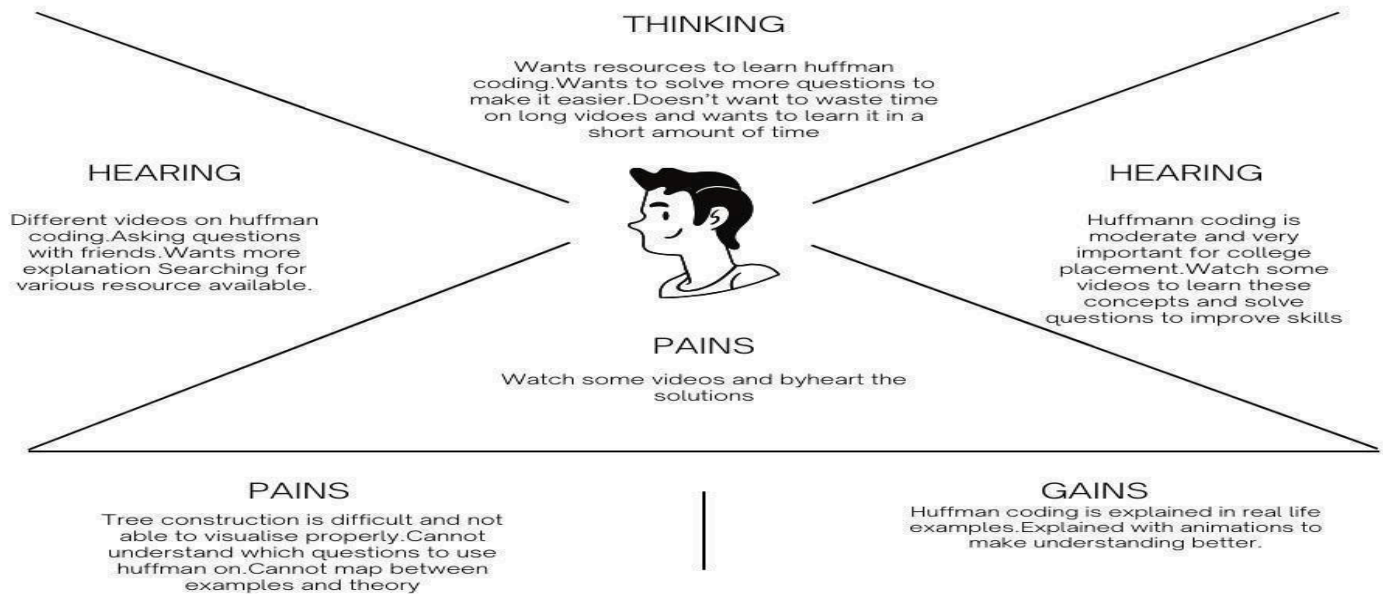 THINKING
Wants resources to learn huffman
coding.Wants to solve more questions to
make it easier.Doesn't want to waste time
on long vidoes and wants to learn it in a
short amount of time
HEARING
Different videos on huffman
coding.Asking questions
with friends.Wants more
explanation Searching for
various resource available.
HEARING
Huffmann coding is
moderate and very
important for college
placement.Watch some
videos to learn these
concepts and solve
questions to improve skills
PAINS
Watch some videos and byheart the
solutions
PAINS
Tree construction is difficult and not
able to visualise properly.Cannot
understand which questions to use
huffman on.Cannot map between
examples and theory
GAINS
Huffman coding is explained in real life
examples.Explained with animations to
make understanding better.